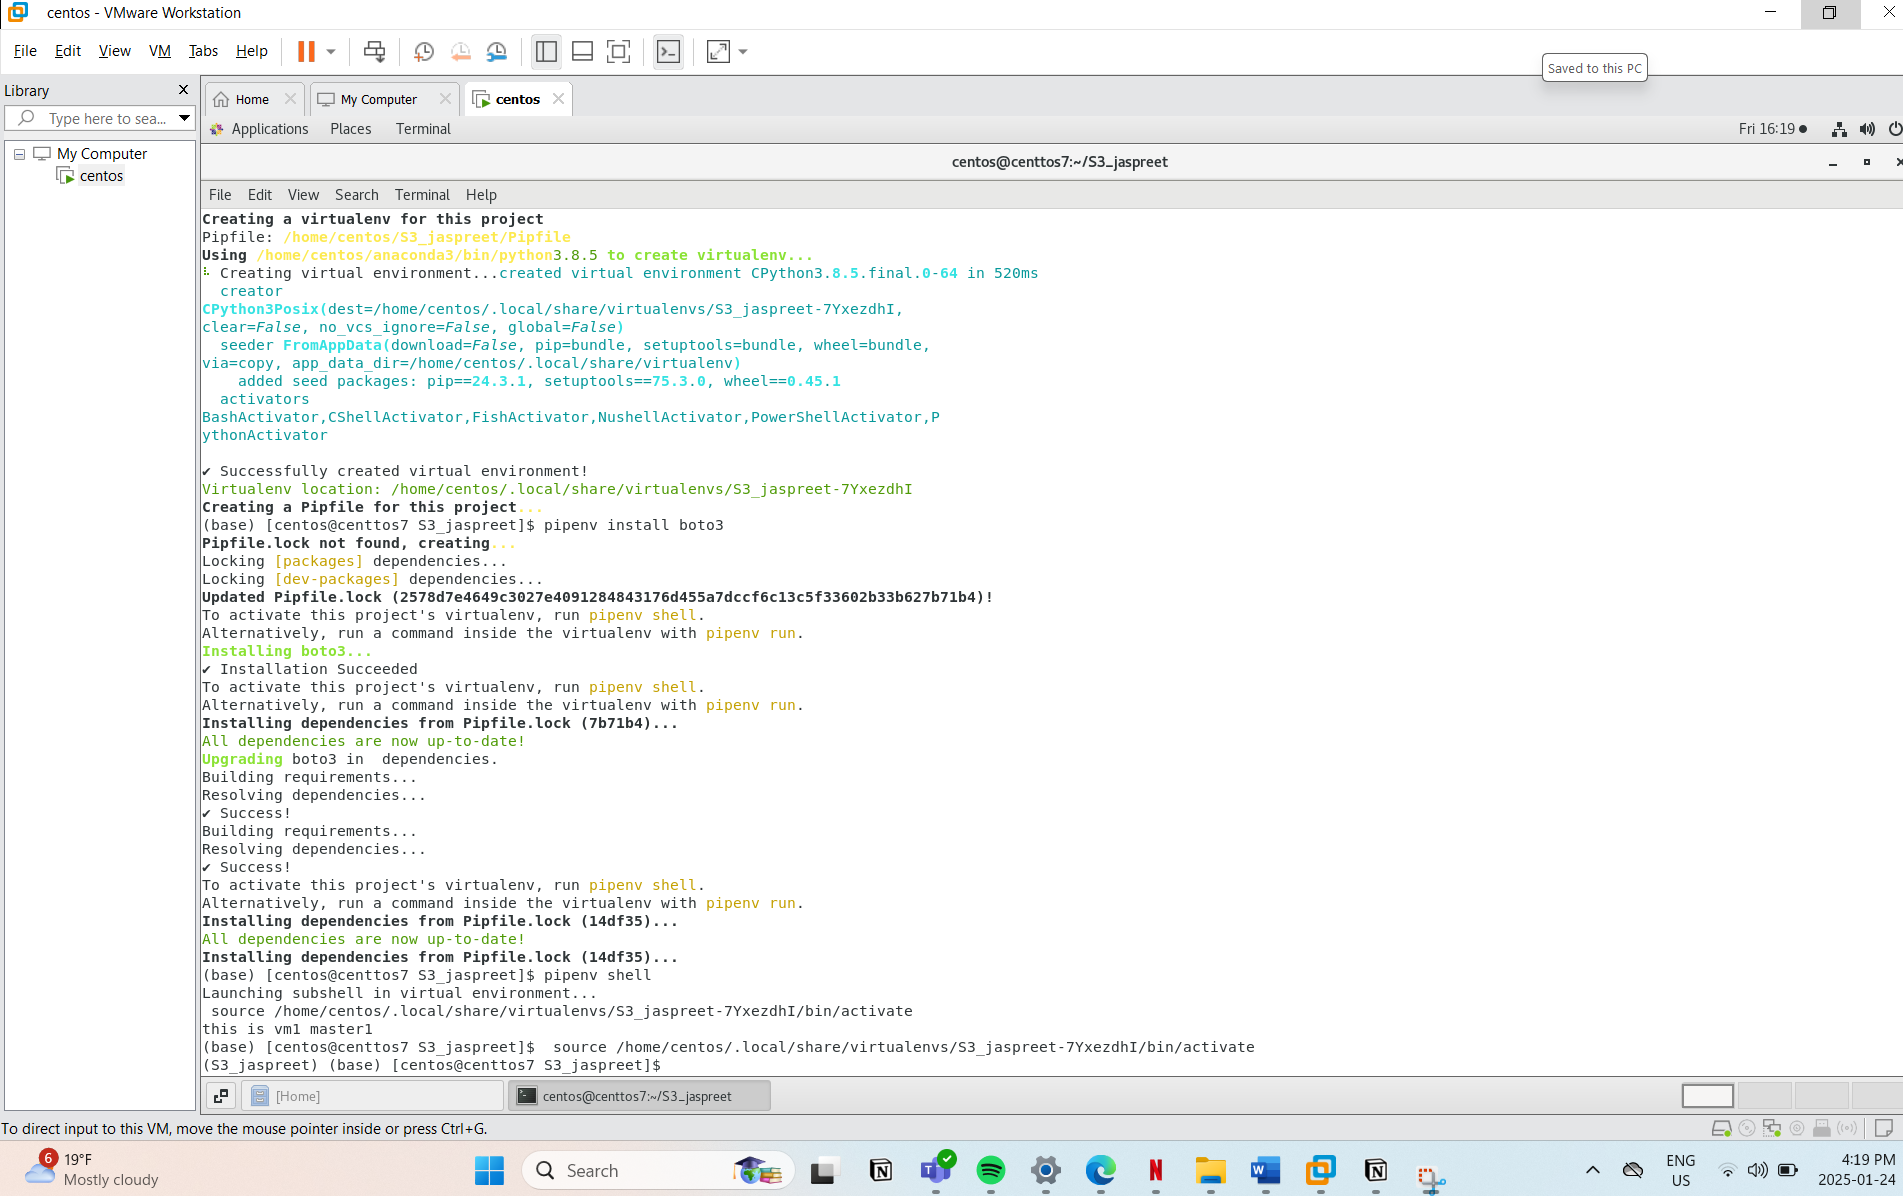 centos - VMware Workstation
File Edit View VM Tabs Help
Saved to this PC
Library
Type here to sea...
My Computer
centos
Home
My Computer
centos
Applications Places Terminal
Fri 16:19
centos@centtos7:~/S3_jaspreet
File Edit View Search Terminal Help
Creating a virtualenv for this project
Pipfile: /home/centos/S3_jaspreet/Pipfile
Using /home/centos/anaconda3/bin/python3.8.5 to create virtualenv...
⠧ Creating virtual environment...created virtual environment CPython3.8.5.final.0-64 in 520ms
creator
CPython3Posix(dest=/home/centos/.local/share/virtualenvs/S3_jaspreet-7YxezdhI,
clear=False, no_vcs_ignore=False, global=False)
seeder FromAppData(download=False, pip=bundle, setuptools=bundle, wheel=bundle,
via=copy, app_data_dir=/home/centos/.local/share/virtualenv)
added seed packages: pip==24.3.1, setuptools==75.3.0, wheel==0.45.1
activators
BashActivator,CShellActivator,FishActivator,NushellActivator,PowerShellActivator,P
ythonActivator
✔ Successfully created virtual environment!
Virtualenv location: /home/centos/.local/share/virtualenvs/S3_jaspreet-7YxezdhI
Creating a Pipfile for this project...
(base) [centos@centtos7 S3_jaspreet]$ pipenv install boto3
Pipfile.lock not found, creating...
Locking [packages] dependencies...
Locking [dev-packages] dependencies...
Updated Pipfile.lock (2578d7e4649c3027e4091284843176d455a7dccf6c13c5f33602b33b627b71b4)!
To activate this project's virtualenv, run pipenv shell.
Alternatively, run a command inside the virtualenv with pipenv run.
Installing boto3...
✔ Installation Succeeded
To activate this project's virtualenv, run pipenv shell.
Alternatively, run a command inside the virtualenv with pipenv run.
Installing dependencies from Pipfile.lock (7b71b4)...
All dependencies are now up-to-date!
Upgrading boto3 in  dependencies.
Building requirements...
Resolving dependencies...
✔ Success!
Building requirements...
Resolving dependencies...
✔ Success!
To activate this project's virtualenv, run pipenv shell.
Alternatively, run a command inside the virtualenv with pipenv run.
Installing dependencies from Pipfile.lock (14df35)...
All dependencies are now up-to-date!
Installing dependencies from Pipfile.lock (14df35)...
(base) [centos@centtos7 S3_jaspreet]$ pipenv shell
Launching subshell in virtual environment...
source /home/centos/.local/share/virtualenvs/S3_jaspreet-7YxezdhI/bin/activate
this is vm1 master1
(base) [centos@centtos7 S3_jaspreet]$  source /home/centos/.local/share/virtualenvs/S3_jaspreet-7YxezdhI/bin/activate
(S3_jaspreet) (base) [centos@centtos7 S3_jaspreet]$
[Home]
centos@centtos7:~/S3_jaspreet
To direct input to this VM, move the mouse pointer inside or press Ctrl+G.
6
19°F
Mostly cloudy
Search
ENG
US
4:19 PM
2025-01-24